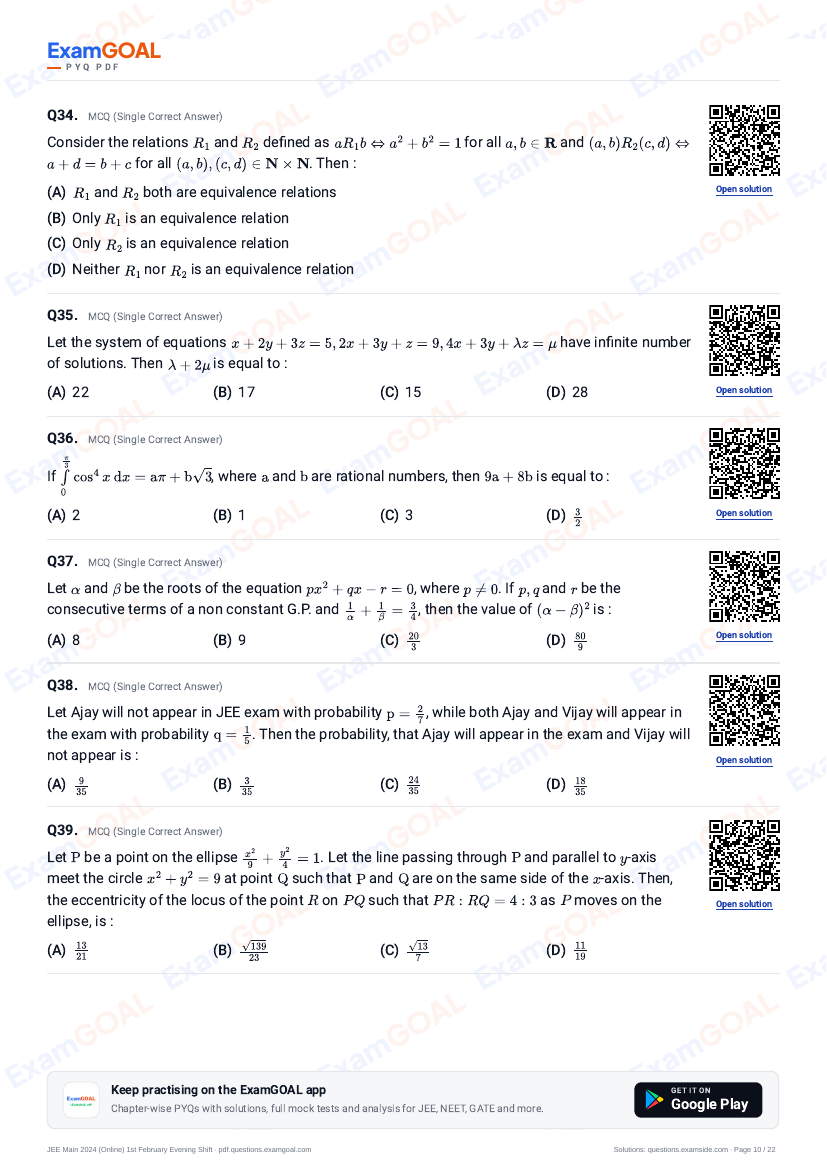 ExamGOAL
PYQ PDF
Q34. MCQ (Single Correct Answer)
Consider the relations R₁ and R₂ defined as aR₁b ⇔ a² + b² = 1 for all a, b ∈ R and (a, b)R₂(c, d) ⇔
a + d = b + c for all (a, b), (c, d) ∈ N × N. Then :
(A) R₁ and R₂ both are equivalence relations
(B) Only R₁ is an equivalence relation
(C) Only R₂ is an equivalence relation
(D) Neither R₁ nor R₂ is an equivalence relation
Open solution
Q35. MCQ (Single Correct Answer)
Let the system of equations x + 2y + 3z = 5, 2x + 3y + z = 9, 4x + 3y + λz = μ have infinite number
of solutions. Then λ + 2μ is equal to :
(A) 22 (B) 17 (C) 15 (D) 28
Open solution
Q36. MCQ (Single Correct Answer)
If ∫₀^(π/3) cos⁴ x dx = aπ + b√3, where a and b are rational numbers, then 9a + 8b is equal to :
(A) 2 (B) 1 (C) 3 (D) 3/2
Open solution
Q37. MCQ (Single Correct Answer)
Let α and β be the roots of the equation px² + qx − r = 0, where p ≠ 0. If p, q and r be the
consecutive terms of a non constant G.P. and 1/α + 1/β = 3/4, then the value of (α − β)² is :
(A) 8 (B) 9 (C) 20/3 (D) 80/9
Open solution
Q38. MCQ (Single Correct Answer)
Let Ajay will not appear in JEE exam with probability p = 2/7, while both Ajay and Vijay will appear in
the exam with probability q = 1/5. Then the probability, that Ajay will appear in the exam and Vijay will
not appear is :
(A) 9/35 (B) 3/35 (C) 24/35 (D) 18/35
Open solution
Q39. MCQ (Single Correct Answer)
Let P be a point on the ellipse x²/9 + y²/4 = 1. Let the line passing through P and parallel to y-axis
meet the circle x² + y² = 9 at point Q such that P and Q are on the same side of the x-axis. Then,
the eccentricity of the locus of the point R on PQ such that PR : RQ = 4 : 3 as P moves on the
ellipse, is :
(A) 13/21 (B) √139/23 (C) √13/7 (D) 11/19
Open solution
ExamGOAL
Keep practising on the ExamGOAL app
Chapter-wise PYQs with solutions, full mock tests and analysis for JEE, NEET, GATE and more.
GET IT ON
Google Play
JEE Main 2024 (Online) 1st February Evening Shift · pdf.questions.examgoal.com
Solutions: questions.examside.com · Page 10 / 22